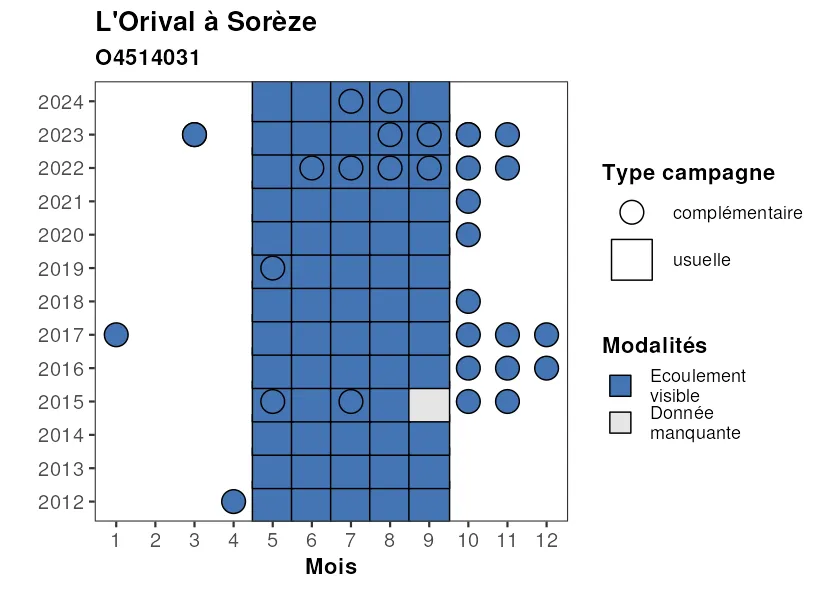 L'Orival à Sorèze
O4514031
2024
2023
2022
2021
2020
2019
2018
2017
2016
2015
2014
2013
2012
1 2 3 4 5 6 7 8 9 10 11 12
Mois
Type campagne
complémentaire
usuelle
Modalités
Ecoulement
visible
Donnée
manquante